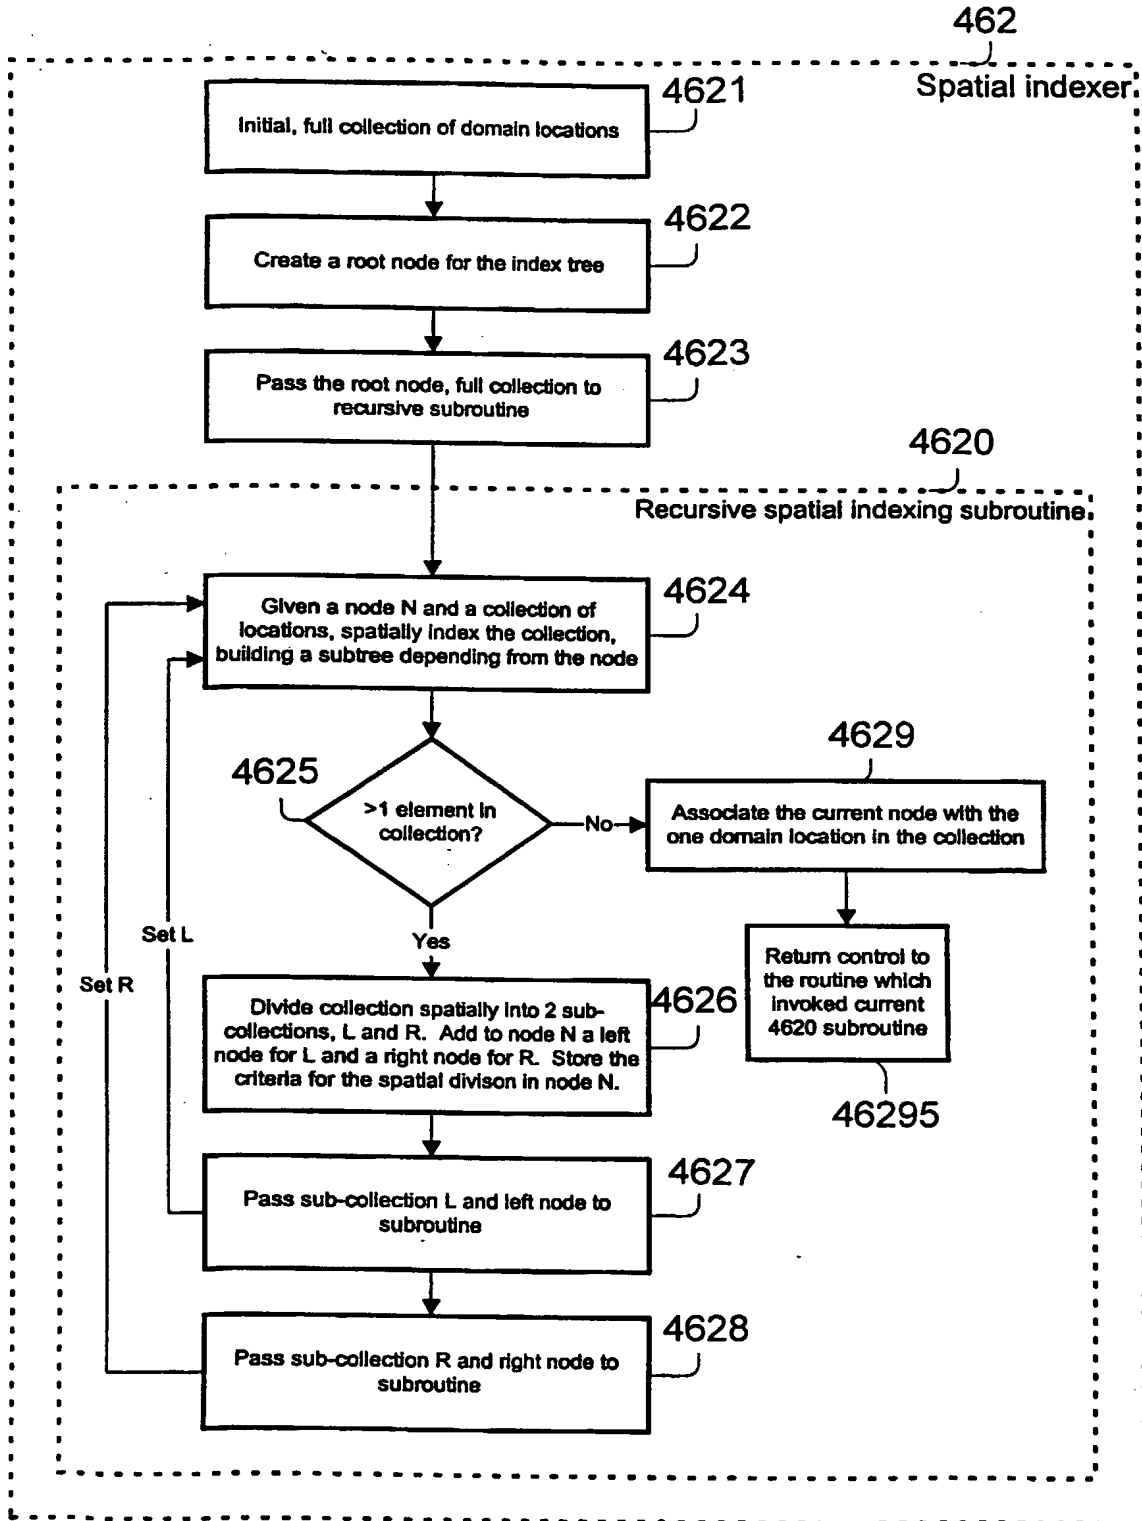 462
Spatial indexer
4621
Initial, full collection of domain locations
4622
Create a root node for the index tree
4623
Pass the root node, full collection to
recursive subroutine
4620
Recursive spatial indexing subroutine
4624
Given a node N and a collection of
locations, spatially index the collection,
building a subtree depending from the node
4625
>1 element in
collection?
No
4629
Associate the current node with the
one domain location in the collection
Yes
Set L
Set R
Return control to
the routine which
invoked current
4620 subroutine
46295
4626
Divide collection spatially into 2 sub-
collections, L and R. Add to node N a left
node for L and a right node for R. Store the
criteria for the spatial divison in node N.
4627
Pass sub-collection L and left node to
subroutine
4628
Pass sub-collection R and right node to
subroutine